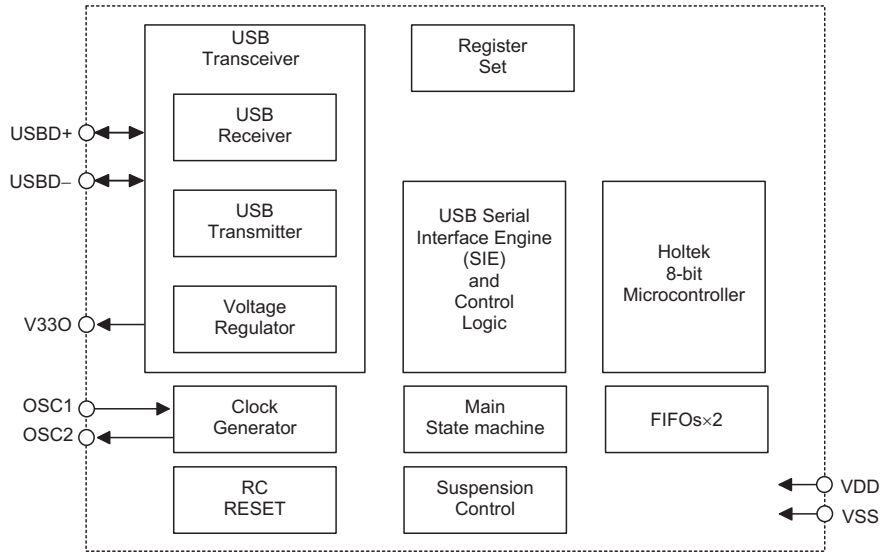 USB
Transceiver
Register
Set
USB
Receiver
USBD+
USBD−
USB
Transmitter
USB Serial
Interface Engine
(SIE)
and
Control
Logic
Holtek
8-bit
Microcontroller
Voltage
Regulator
V33O
OSC1
OSC2
Clock
Generator
Main
State machine
FIFOs×2
RC
RESET
Suspension
Control
VDD
VSS